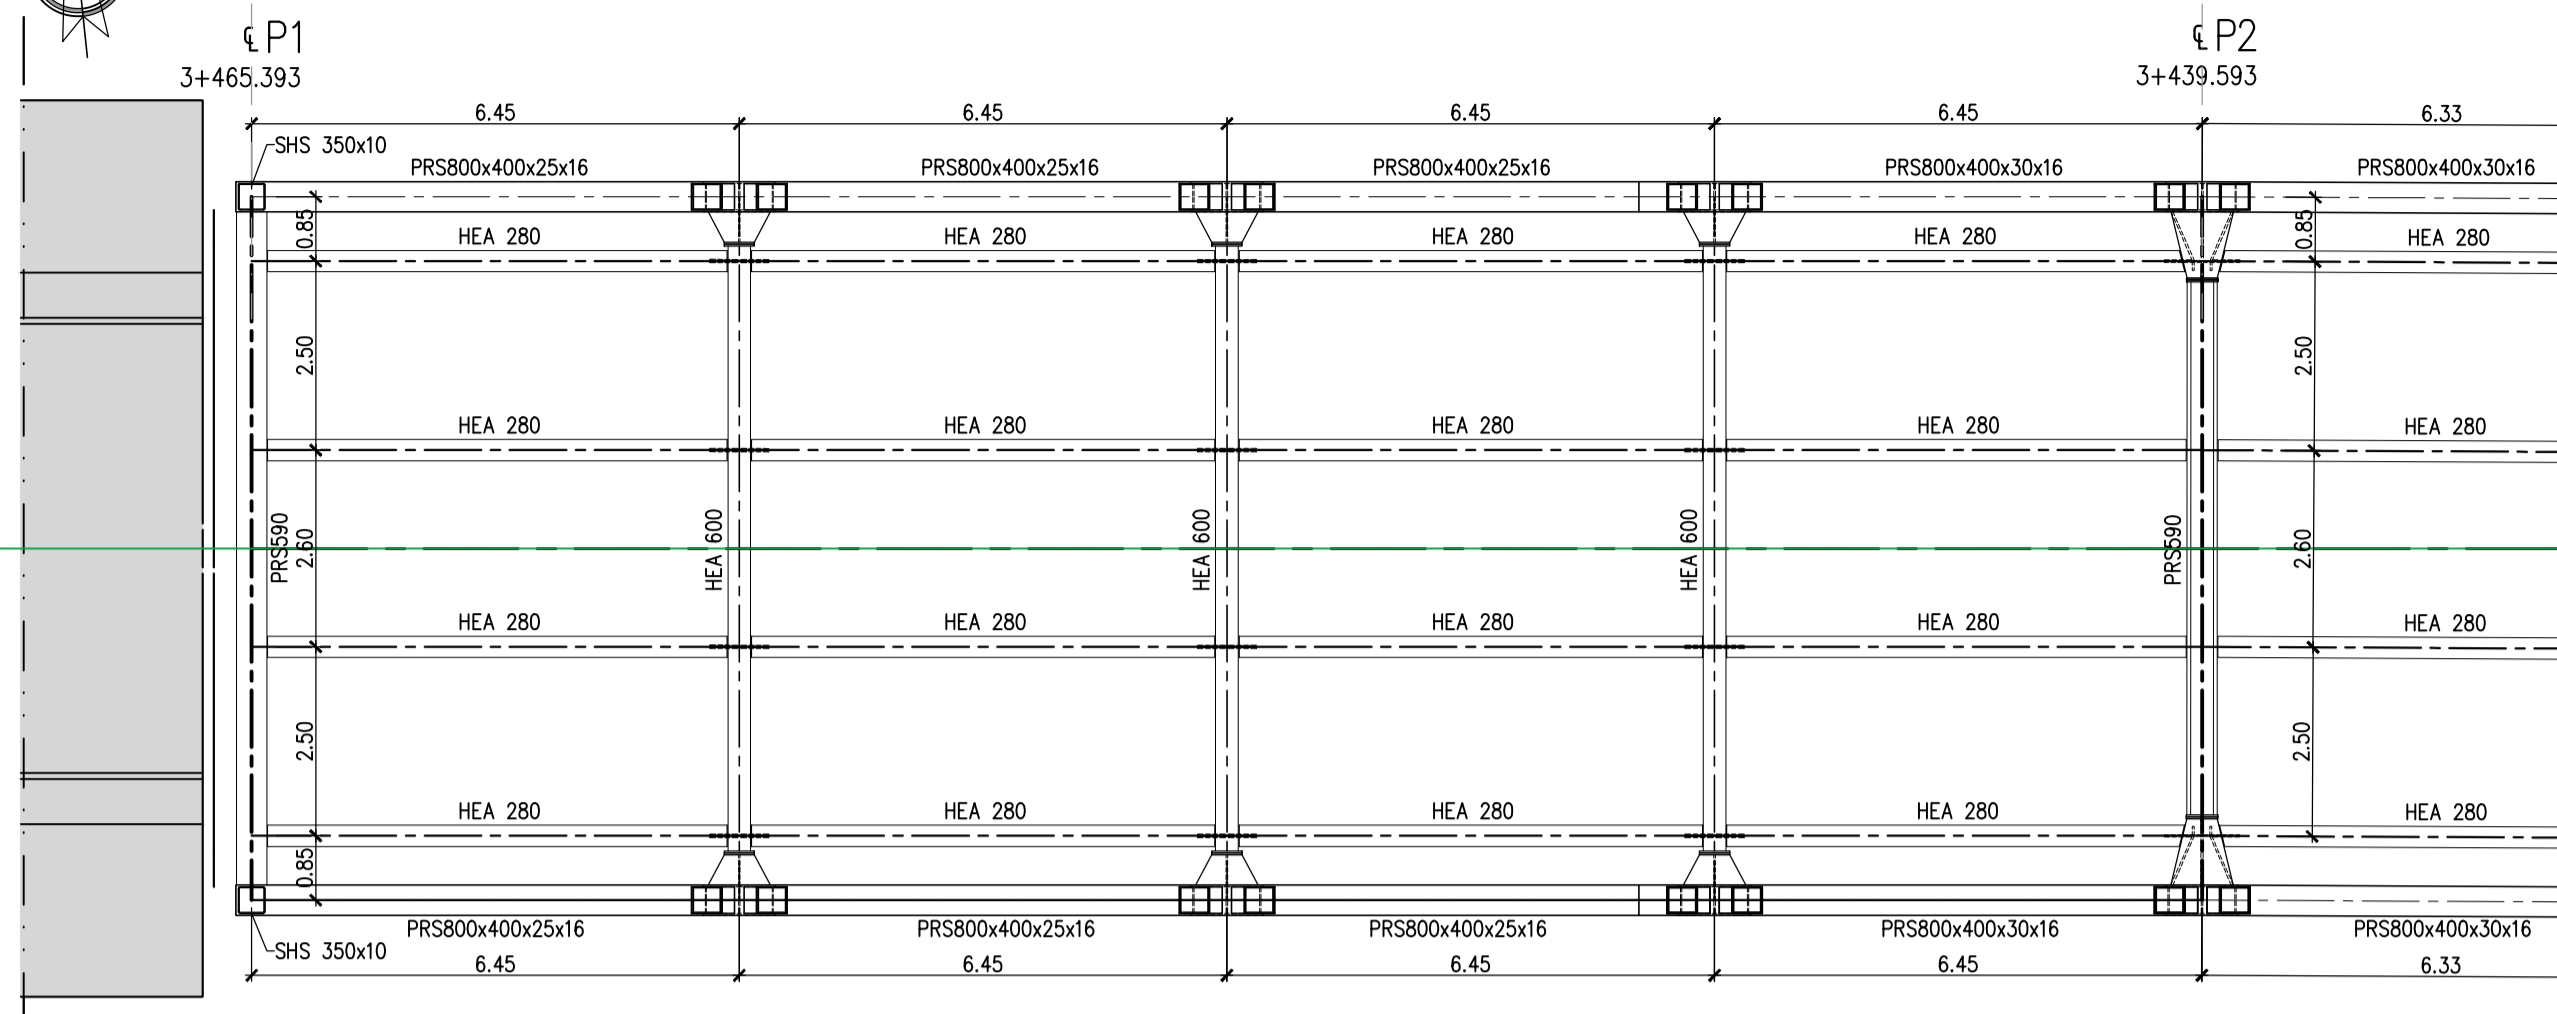 ℄ P1
℄ P2
3+465.393
3+439.593
6.45
6.45
6.45
6.45
6.33
SHS 350x10
PRS800x400x25x16
PRS800x400x25x16
PRS800x400x25x16
PRS800x400x30x16
PRS800x400x30x16
0.85
0.85
HEA 280
HEA 280
HEA 280
HEA 280
HEA 280
2.50
2.50
HEA 280
HEA 280
HEA 280
HEA 280
HEA 280
PRS590
2.60
HEA 600
HEA 600
HEA 600
PRS590
2.60
HEA 280
HEA 280
HEA 280
HEA 280
HEA 280
2.50
2.50
HEA 280
HEA 280
HEA 280
HEA 280
HEA 280
0.85
PRS800x400x25x16
PRS800x400x25x16
PRS800x400x25x16
PRS800x400x30x16
PRS800x400x30x16
SHS 350x10
6.45
6.45
6.45
6.45
6.33